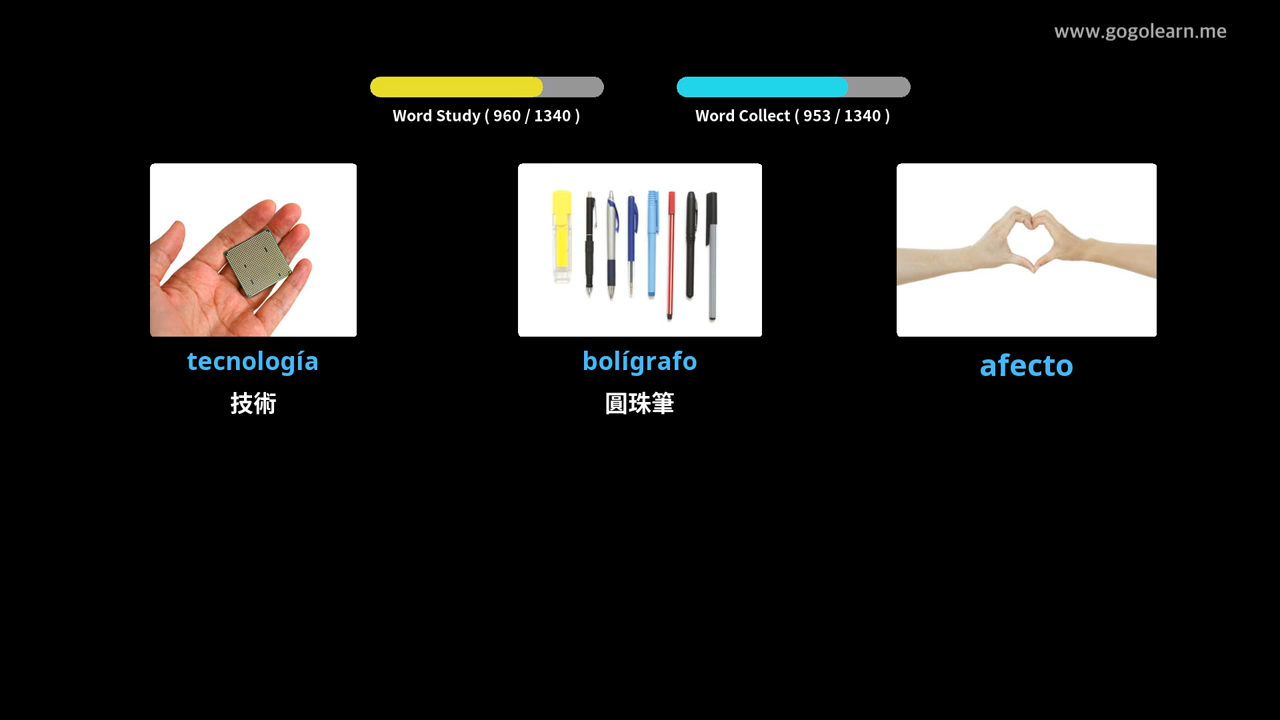 www.gogolearn.me
Word Study ( 960 / 1340 )
Word Collect ( 953 / 1340 )
tecnología
技術
bolígrafo
圓珠筆
afecto